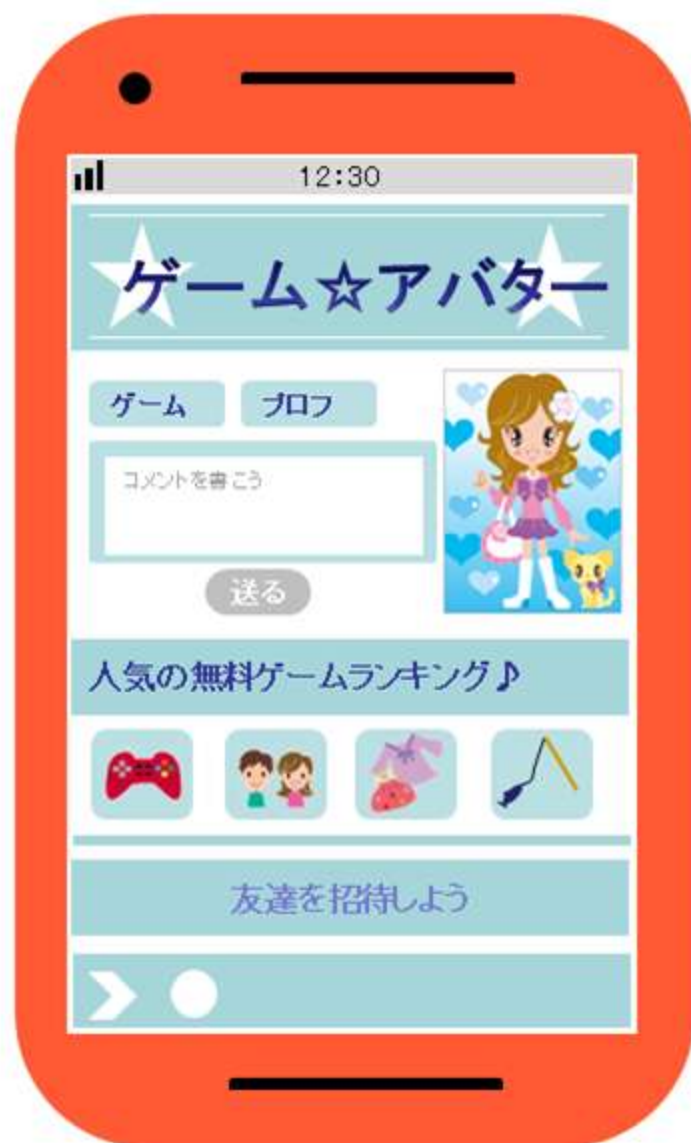 12:30
ゲーム☆アバター
ゲーム
プロフ
コメントを書こう
送る
人気の無料ゲームランキング♪
友達を招待しよう